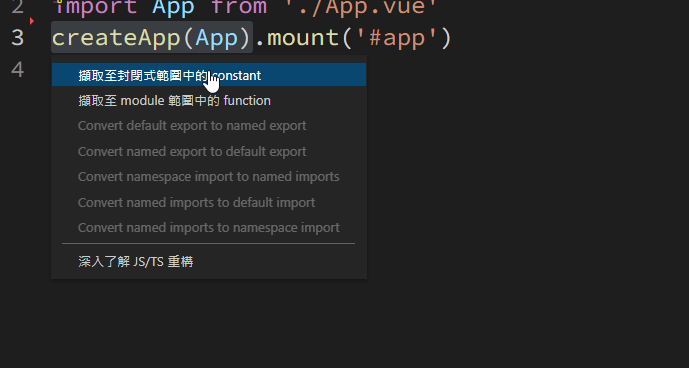 2 import App from './App.vue'
3 createApp(App).mount('#app')
4
擷取至封閉式範圍中的 constant
擷取至 module 範圍中的 function
Convert default export to named export
Convert named export to default export
Convert namespace import to named imports
Convert named imports to default import
Convert named imports to namespace import
深入了解 JS/TS 重構